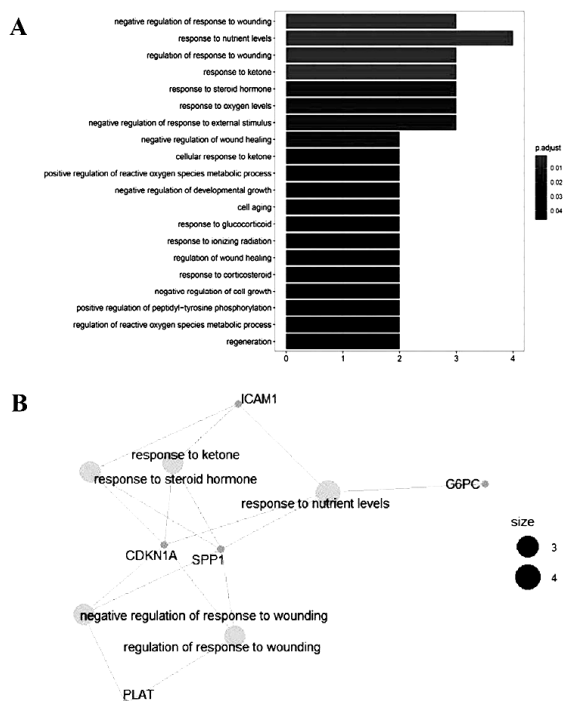 A
negative regulation of response to wounding
response to nutrient levels
regulation of response to wounding
response to ketone
response to steroid hormone
response to oxygen levels
negative regulation of response to external stimulus
negative regulation of wound healing
cellular response to ketone
positive regulation of reactive oxygen species metabolic process
negative regulation of developmental growth
cell aging
response to glucocorticoid
response to ionizing radiation
regulation of wound healing
response to corticosteroid
negative regulation of cell growth
positive regulation of peptidyl-tyrosine phosphorylation
regulation of reactive oxygen species metabolic process
regeneration
0 1 2 3 4
p.adjust
0.01
0.02
0.03
0.04
B
ICAM1
response to ketone
response to steroid hormone
G6PC
response to nutrient levels
size
3
4
CDKN1A
SPP1
negative regulation of response to wounding
regulation of response to wounding
PLAT